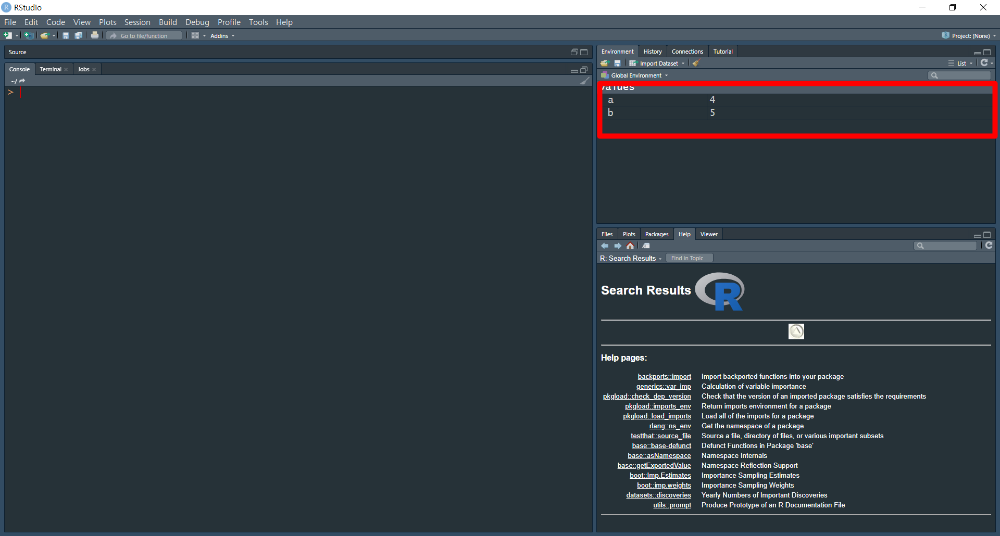 RStudio
File Edit Code View Plots Session Build Debug Profile Tools Help
Go to file/function Addins Project: (None)
Source
Console Terminal Jobs
~/
>
Environment History Connections Tutorial
Import Dataset List
Global Environment
Values
a 4
b 5
Files Plots Packages Help Viewer
R: Search Results Find in Topic
Search Results R
Help pages:
backports::import Import backported functions into your package
generics::var_imp Calculation of variable importance
pkgload::check_dep_version Check that the version of an imported package satisfies the requirements
pkgload::imports_env Return imports environment for a package
pkgload::load_imports Load all of the imports for a package
rlang::ns_env Get the namespace of a package
testthat::source_file Source a file, directory of files, or various important subsets
base::base-defunct Defunct Functions in Package 'base'
base::asNamespace Namespace Internals
base::getExportedValue Namespace Reflection Support
boot::Imp.Estimates Importance Sampling Estimates
boot::imp.weights Importance Sampling Weights
datasets::discoveries Yearly Numbers of Important Discoveries
utils::prompt Produce Prototype of an R Documentation File